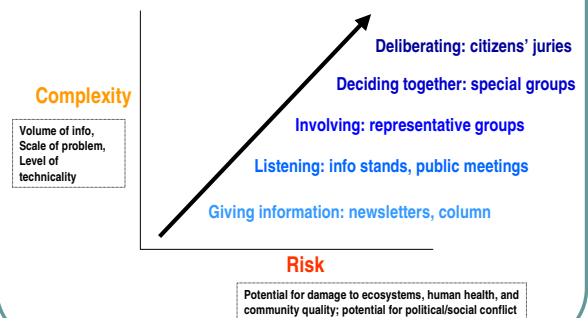 Deliberating: citizens' juries
Deciding together: special groups
Complexity
Involving: representative groups
Volume of info,
Scale of problem,
Level of
technicality
Listening: info stands, public meetings
Giving information: newsletters, column
Risk
Potential for damage to ecosystems, human health, and
community quality; potential for political/social conflict